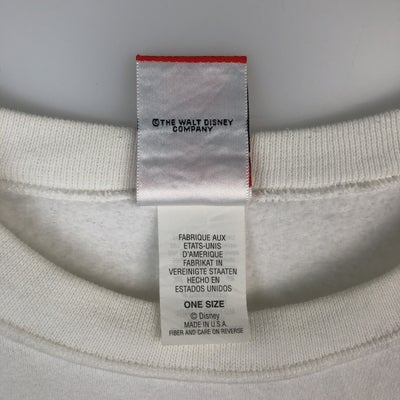 ©THE WALT DISNEY
COMPANY
FABRIQUE AUX
ETATS-UNIS
D'AMERIQUE
FABRIKAT IN
VEREINIGTE STAATEN
HECHO EN
ESTADOS UNIDOS
ONE SIZE
© Disney
MADE IN U.S.A.
FIBER AND CARE ON REVERSE